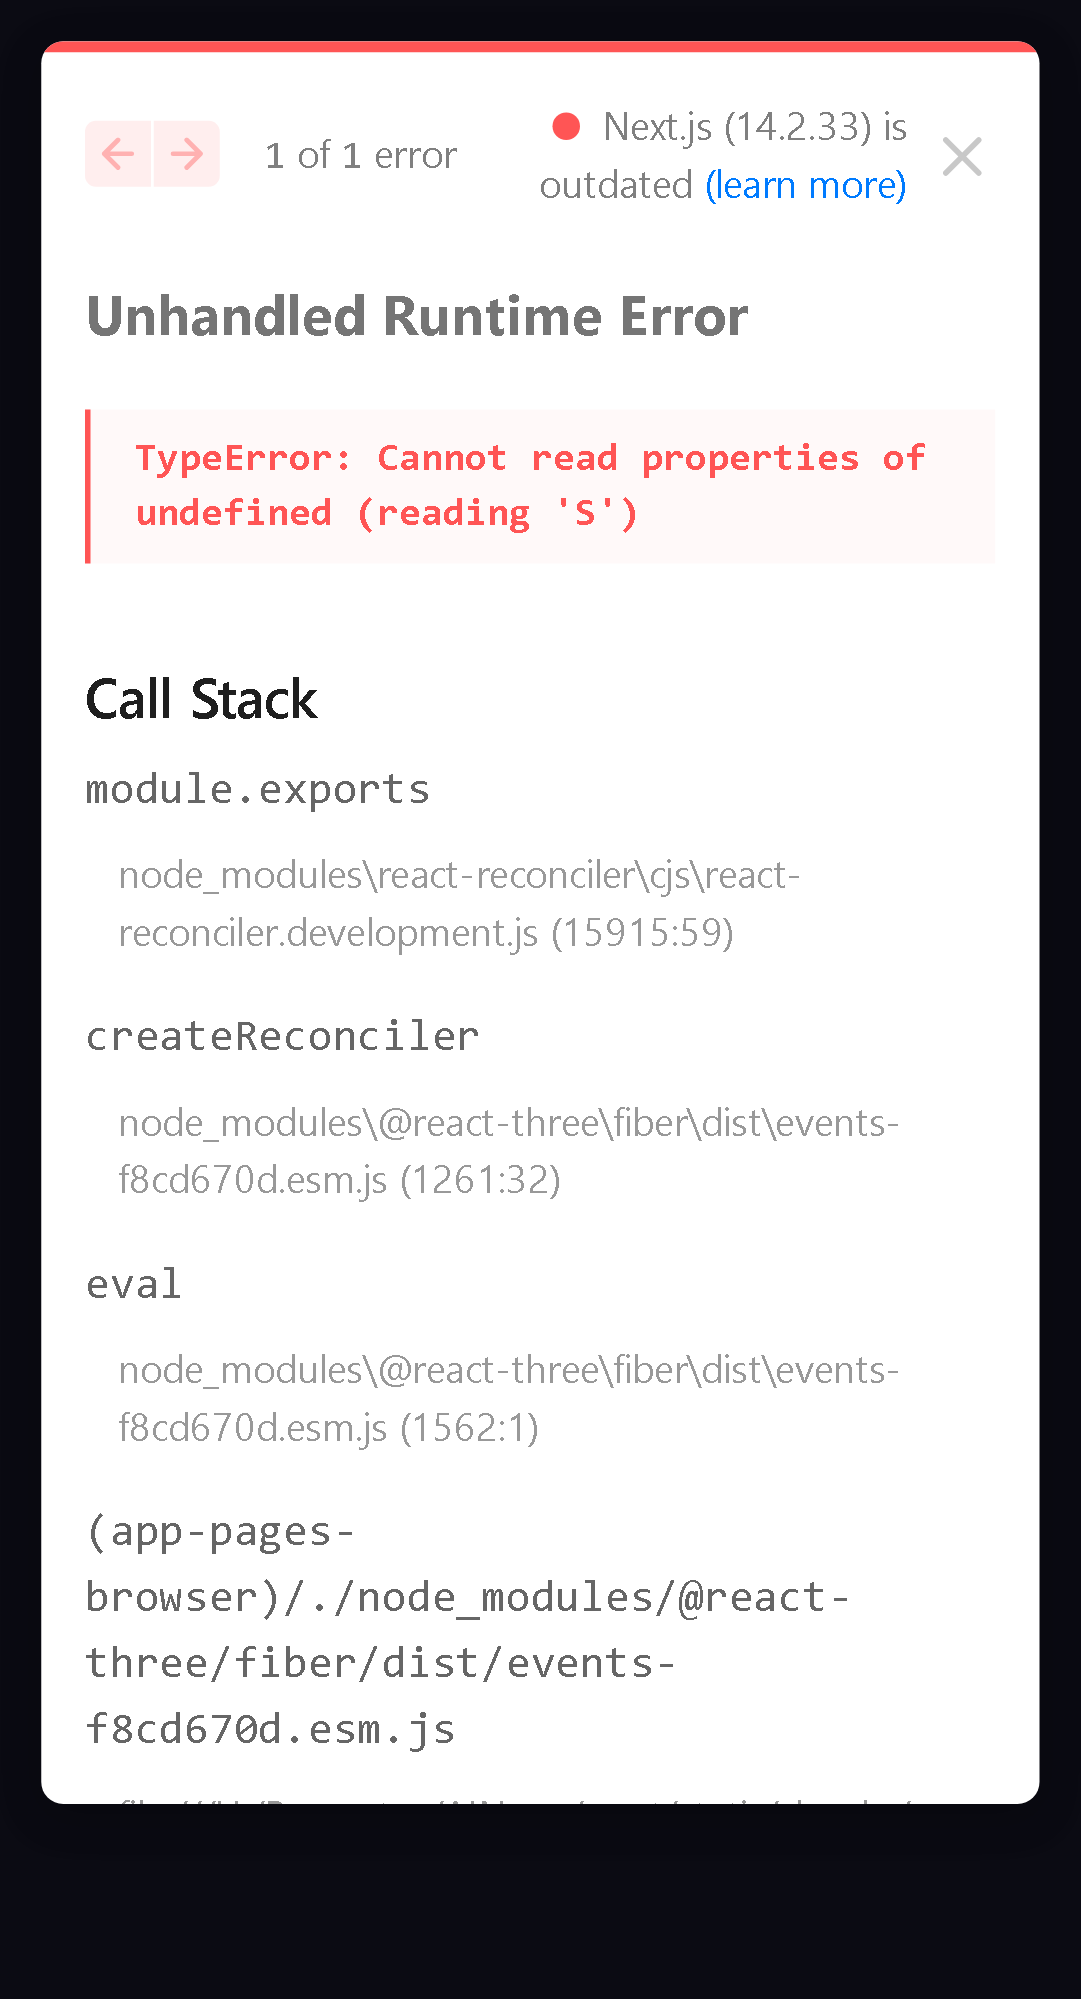 1 of 1 error
Next.js (14.2.33) is
outdated (learn more)
Unhandled Runtime Error
TypeError: Cannot read properties of
undefined (reading 'S')
Call Stack
module.exports
node_modules\react-reconciler\cjs\react-
reconciler.development.js (15915:59)
createReconciler
node_modules\@react-three\fiber\dist\events-
f8cd670d.esm.js (1261:32)
eval
node_modules\@react-three\fiber\dist\events-
f8cd670d.esm.js (1562:1)
(app-pages-
browser)/./node_modules/@react-
three/fiber/dist/events-
f8cd670d.esm.js